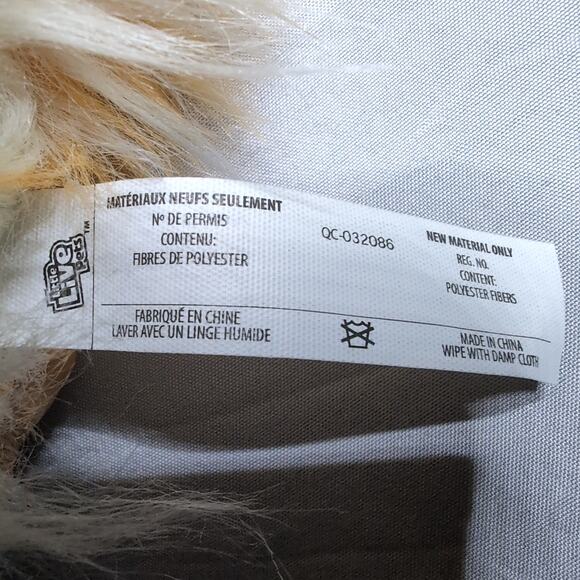 Little
Live
Pets™
MATÉRIAUX NEUFS SEULEMENT
Nº DE PERMIS
CONTENU:
FIBRES DE POLYESTER
QC-032086
NEW MATERIAL ONLY
REG. NO.
CONTENT:
POLYESTER FIBERS
FABRIQUÉ EN CHINE
LAVER AVEC UN LINGE HUMIDE
MADE IN CHINA
WIPE WITH DAMP CLOTH